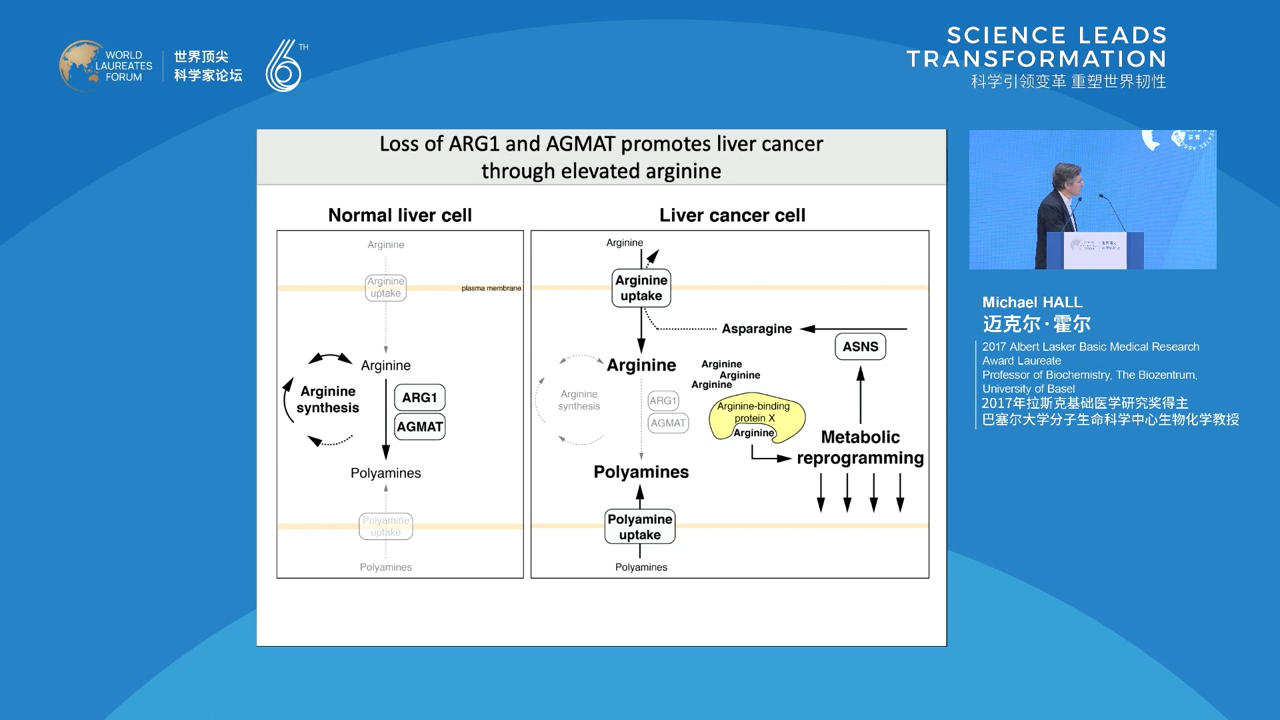 WORLD
LAUREATES
FORUM
世界顶尖
科学家论坛
6TH
SCIENCE LEADS
TRANSFORMATION
科学引领变革 重塑世界韧性
Loss of ARG1 and AGMAT promotes liver cancer
through elevated arginine
Normal liver cell
Arginine
Arginine
uptake
plasma membrane
Arginine
Arginine
synthesis
ARG1
AGMAT
Polyamines
Polyamine
uptake
Polyamines
Liver cancer cell
Arginine
Arginine
uptake
Asparagine
ASNS
Arginine
Arginine
Arginine
Arginine
Arginine
synthesis
ARG1
AGMAT
Arginine-binding
protein X
Arginine
Metabolic
reprogramming
Polyamines
Polyamine
uptake
Polyamines
Michael HALL
迈克尔·霍尔
2017 Albert Lasker Basic Medical Research
Award Laureate
Professor of Biochemistry, The Biozentrum,
University of Basel
2017年拉斯克基础医学研究奖得主
巴塞尔大学分子生命科学中心生物化学教授